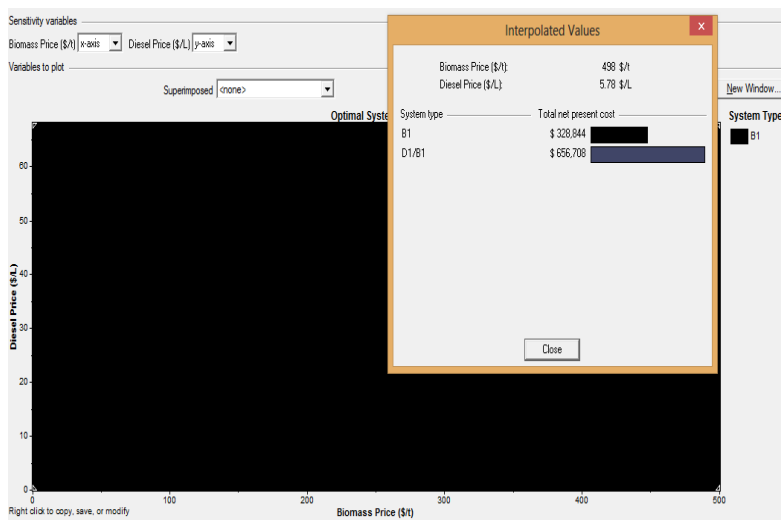 Sensitivity variables
Biomass Price ($/t) x-axis Diesel Price ($/L) y-axis
Variables to plot
Superimposed <none>
New Window...
Optimal Syste
System Type
B1
Interpolated Values
x
Biomass Price ($/t): 498 $/t
Diesel Price ($/L): 5.78 $/L
System type Total net present cost
B1 $ 328,844
D1/B1 $ 656,708
Close
Diesel Price ($/L)
60
50
40
30
20
10
0
0 100 200 300 400 500
Right click to copy, save, or modify
Biomass Price ($/t)